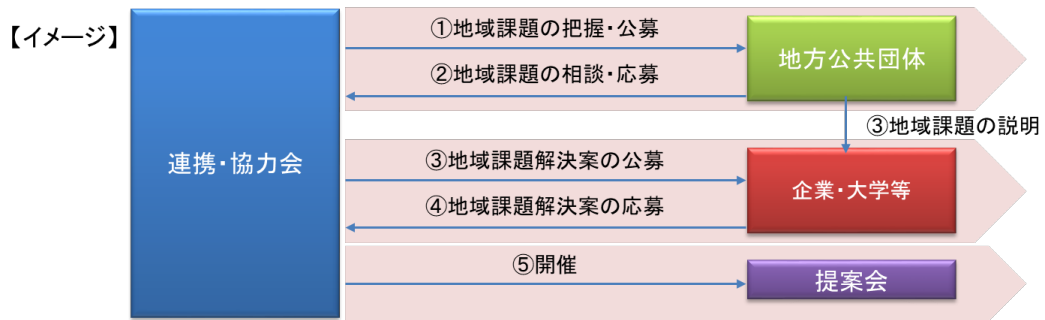 【イメージ】
連携・協力会
①地域課題の把握・公募
②地域課題の相談・応募
地方公共団体
③地域課題の説明
③地域課題解決案の公募
④地域課題解決案の応募
企業・大学等
⑤開催
提案会